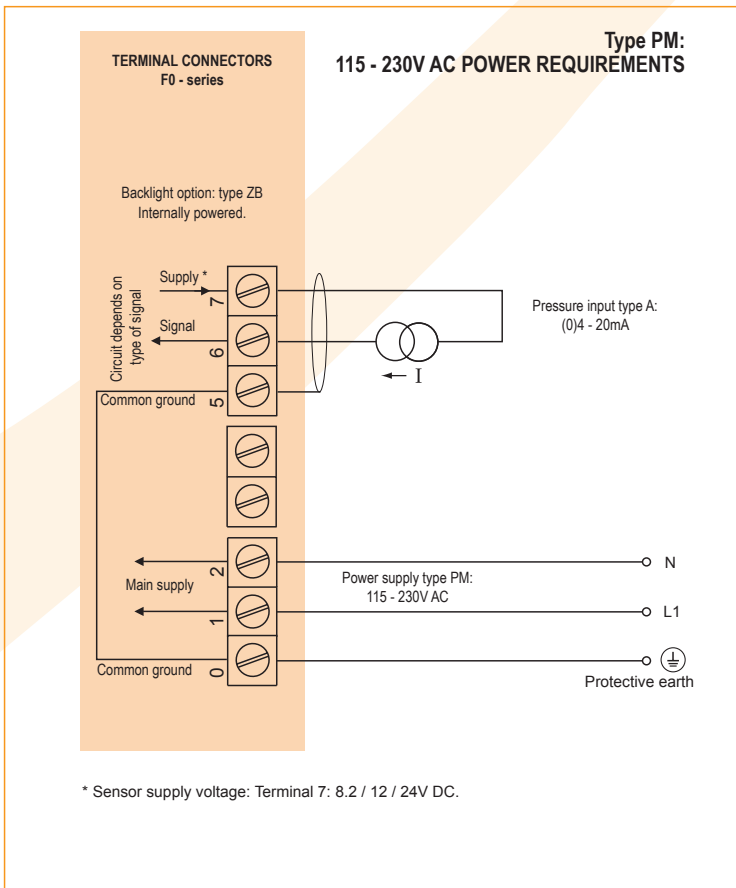 Type PM:
115 - 230V AC POWER REQUIREMENTS
TERMINAL CONNECTORS
F0 - series
Backlight option: type ZB
Internally powered.
Circuit depends on
type of signal
Supply *
7
Signal
6
Common ground
5
Pressure input type A:
(0)4 - 20mA
I
2
Main supply
1
Power supply type PM:
115 - 230V AC
N
L1
Common ground
0
Protective earth
* Sensor supply voltage: Terminal 7: 8.2 / 12 / 24V DC.